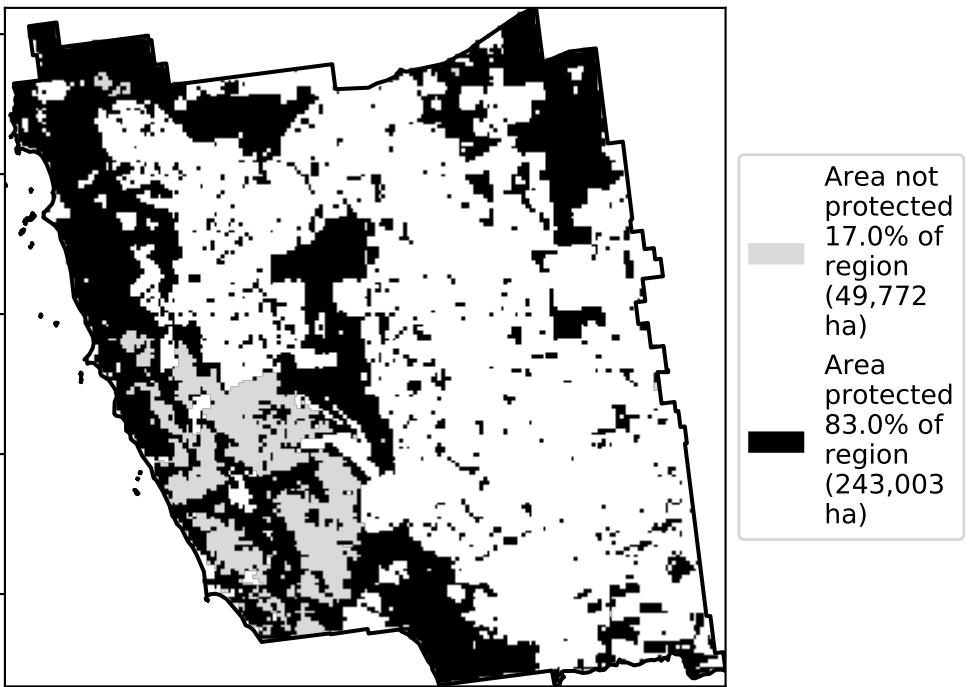 Area not
protected
17.0% of
region
(49,772
ha)
Area
protected
83.0% of
region
(243,003
ha)